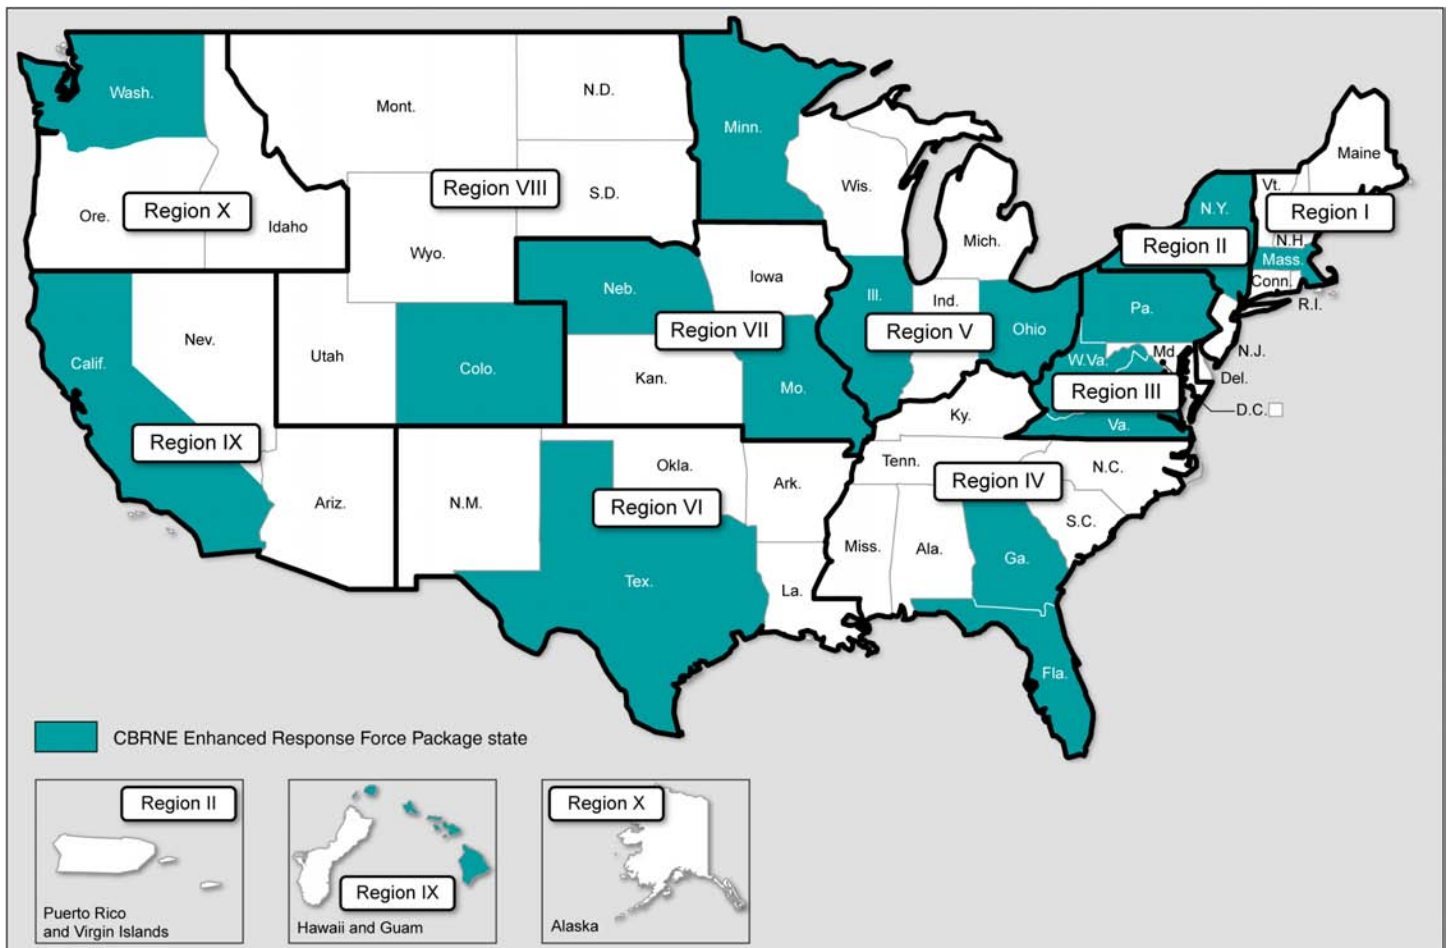 Wash.
Mont.
N.D.
Minn.
Maine
Vt.
Ore.
Region X
Idaho
Region VIII
S.D.
Wis.
Mich.
N.Y.
Region I
Region II
N.H
Mass.
Conn.
R.I.
Wyo.
Neb.
Iowa
Ill.
Ind.
Ohio
Pa.
Nev.
Utah
Colo.
Region VII
Region V
Calif.
Kan.
Mo.
W.Va.
Md
N.J.
Del.
Region III
D.C.
Ky.
Va.
Region IX
Ariz.
N.M.
Okla.
Region VI
Ark.
Tenn.
Region IV
N.C.
S.C.
Tex.
La.
Miss.
Ala.
Ga.
Fla.
CBRNE Enhanced Response Force Package state
Region II
Puerto Rico
and Virgin Islands
Region IX
Hawaii and Guam
Region X
Alaska